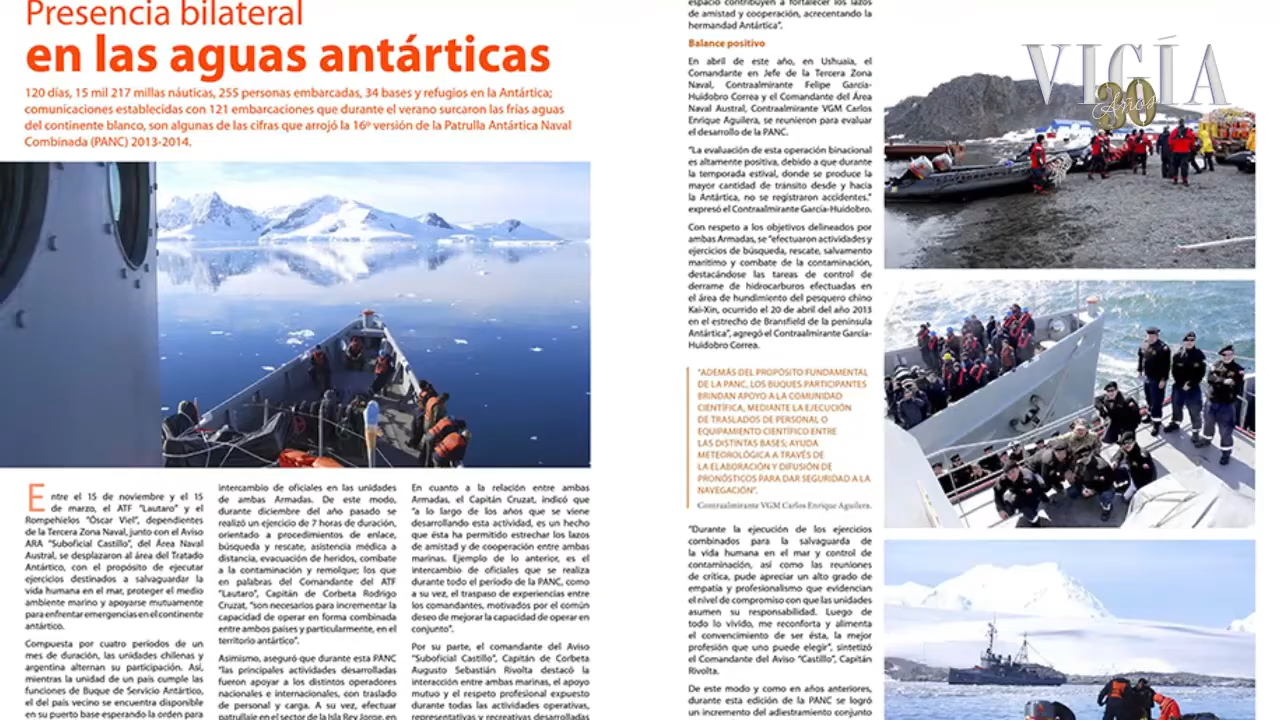 Presencia bilateral
en las aguas antárticas
120 días, 15 mil 217 millas náuticas, 255 personas embarcadas, 34 bases y refugios en la Antártica;
comunicaciones establecidas con 121 embarcaciones que durante el verano surcaron las frías aguas
del continente blanco, son algunas de las cifras que arrojó la 16º versión de la Patrulla Antártica Naval
Combinada (PANC) 2013-2014.
Entre el 15 de noviembre y el 15
de marzo, el ATF "Lautaro" y el
Rompehielos "Óscar Viel", dependientes
de la Tercera Zona Naval, junto con el Aviso
ARA "Suboficial Castillo", del Área Naval
Austral, se desplazaron al área del Tratado
Antártico, con el propósito de ejecutar
ejercicios destinados a salvaguardar la
vida humana en el mar, proteger el medio
ambiente marino y apoyarse mutuamente
para enfrentar emergencias en el continente
antártico.
Compuesta por cuatro períodos de un
mes de duración, las unidades chilenas y
argentina alternan su participación. Así,
mientras la unidad de un país cumple las
funciones de Buque de Servicio Antártico,
el del país vecino se encuentra disponible
en su puerto base esperando la orden para
intercambio de oficiales en las unidades
de ambas Armadas. De este modo,
durante diciembre del año pasado se
realizó un ejercicio de 7 horas de duración,
orientado a procedimientos de enlace,
búsqueda y rescate, asistencia médica a
distancia, evacuación de heridos, combate
a la contaminación y remolque; los que
en palabras del Comandante del ATF
"Lautaro", Capitán de Corbeta Rodrigo
Cruzat, "son necesarios para incrementar la
capacidad de operar en forma combinada
entre ambos países y particularmente, en el
territorio antártico".
Asimismo, aseguró que durante esta PANC
"las principales actividades desarrolladas
fueron apoyo a los distintos operadores
nacionales e internacionales, con traslado
de personal y carga. A su vez, efectuar
patrullaje en el sector de la Isla Rey Jorge, en
En cuanto a la relación entre ambas
Armadas, el Capitán Cruzat, indicó que
"a lo largo de los años que se viene
desarrollando esta actividad, es un hecho
que ésta ha permitido estrechar los lazos
de amistad y de cooperación entre ambas
marinas. Ejemplo de lo anterior, es el
intercambio de oficiales que se realiza
durante todo el período de la PANC, como
a su vez, el traspaso de experiencias entre
los comandantes, motivados por el común
deseo de mejorar la capacidad de operar en
conjunto".
Por su parte, el comandante del Aviso
"Suboficial Castillo", Capitán de Corbeta
Augusto Sebastián Rivolta destacó la
interacción entre ambas marinas, el apoyo
mutuo y el respeto profesional expuesto
durante todas las actividades operativas,
representativas y recreativas desarrolladas
espacio contribuyen a fortalecer los lazos
de amistad y cooperación, acrecentando la
hermandad Antártica".
Balance positivo
En abril de este año, en Ushuaia, el
Comandante en Jefe de la Tercera Zona
Naval, Contraalmirante Felipe García-
Huidobro Correa y el Comandante del Área
Naval Austral, Contraalmirante VGM Carlos
Enrique Aguilera, se reunieron para evaluar
el desarrollo de la PANC.
"La evaluación de esta operación binacional
es altamente positiva, debido a que durante
la temporada estival, donde se produce la
mayor cantidad de tránsito desde y hacia
la Antártica, no se registraron accidentes."
expresó el Contraalmirante García-Huidobro.
Con respeto a los objetivos delineados por
ambas Armadas, se "efectuaron actividades y
ejercicios de búsqueda, rescate, salvamento
marítimo y combate de la contaminación,
destacándose las tareas de control de
derrame de hidrocarburos efectuadas en
el área de hundimiento del pesquero chino
Kai-Xin, ocurrido el 20 de abril del año 2013
en el estrecho de Bransfield de la península
Antártica", agregó el Contraalmirante García-
Huidobro Correa.
"ADEMÁS DEL PROPÓSITO FUNDAMENTAL
DE LA PANC, LOS BUQUES PARTICIPANTES
BRINDAN APOYO A LA COMUNIDAD
CIENTÍFICA, MEDIANTE LA EJECUCIÓN
DE TRASLADOS DE PERSONAL O
EQUIPAMIENTO CIENTÍFICO ENTRE
LAS DISTINTAS BASES; AYUDA
METEOROLÓGICA A TRAVÉS DE
LA ELABORACIÓN Y DIFUSIÓN DE
PRONÓSTICOS PARA DAR SEGURIDAD A LA
NAVEGACIÓN".
Contraalmirante VGM Carlos Enrique Aguilera.
"Durante la ejecución de los ejercicios
combinados para la salvaguarda de
la vida humana en el mar y control de
contaminación, así como las reuniones
de crítica, pude apreciar un alto grado de
empatía y profesionalismo que evidencian
el nivel de compromiso con que las unidades
asumen su responsabilidad. Luego de
todo lo vivido, me reconforta y alimenta
el convencimiento de ser ésta, la mejor
profesión que uno puede elegir", sintetizó
el Comandante del Aviso "Castillo", Capitán
Rivolta.
De este modo y como en años anteriores,
durante esta edición de la PANC se logró
un incremento del adiestramiento conjunto
VIGÍA
30 Años